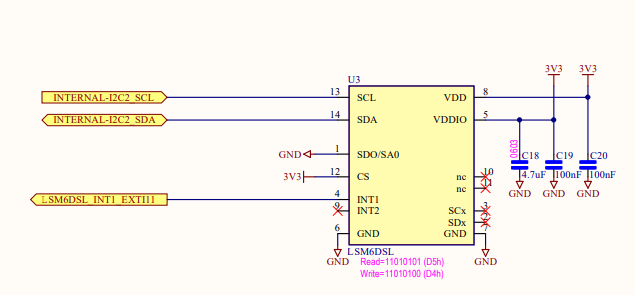 U3
3V3
3V3
INTERNAL-I2C2_SCL
13
SCL
VDD
8
INTERNAL-I2C2_SDA
14
SDA
VDDIO
5
GND
1
SDO/SA0
0603
C18
C19
C20
3V3
12
CS
nc
10
4.7uF
100nF
100nF
nc
11
GND
GND
GND
LSM6DSL_INT1_EXTI11
4
INT1
9
INT2
SCx
3
SDx
2
6
GND
GND
7
GND
LSM6DSL
GND
Read=11010101 (D5h)
Write=11010100 (D4h)